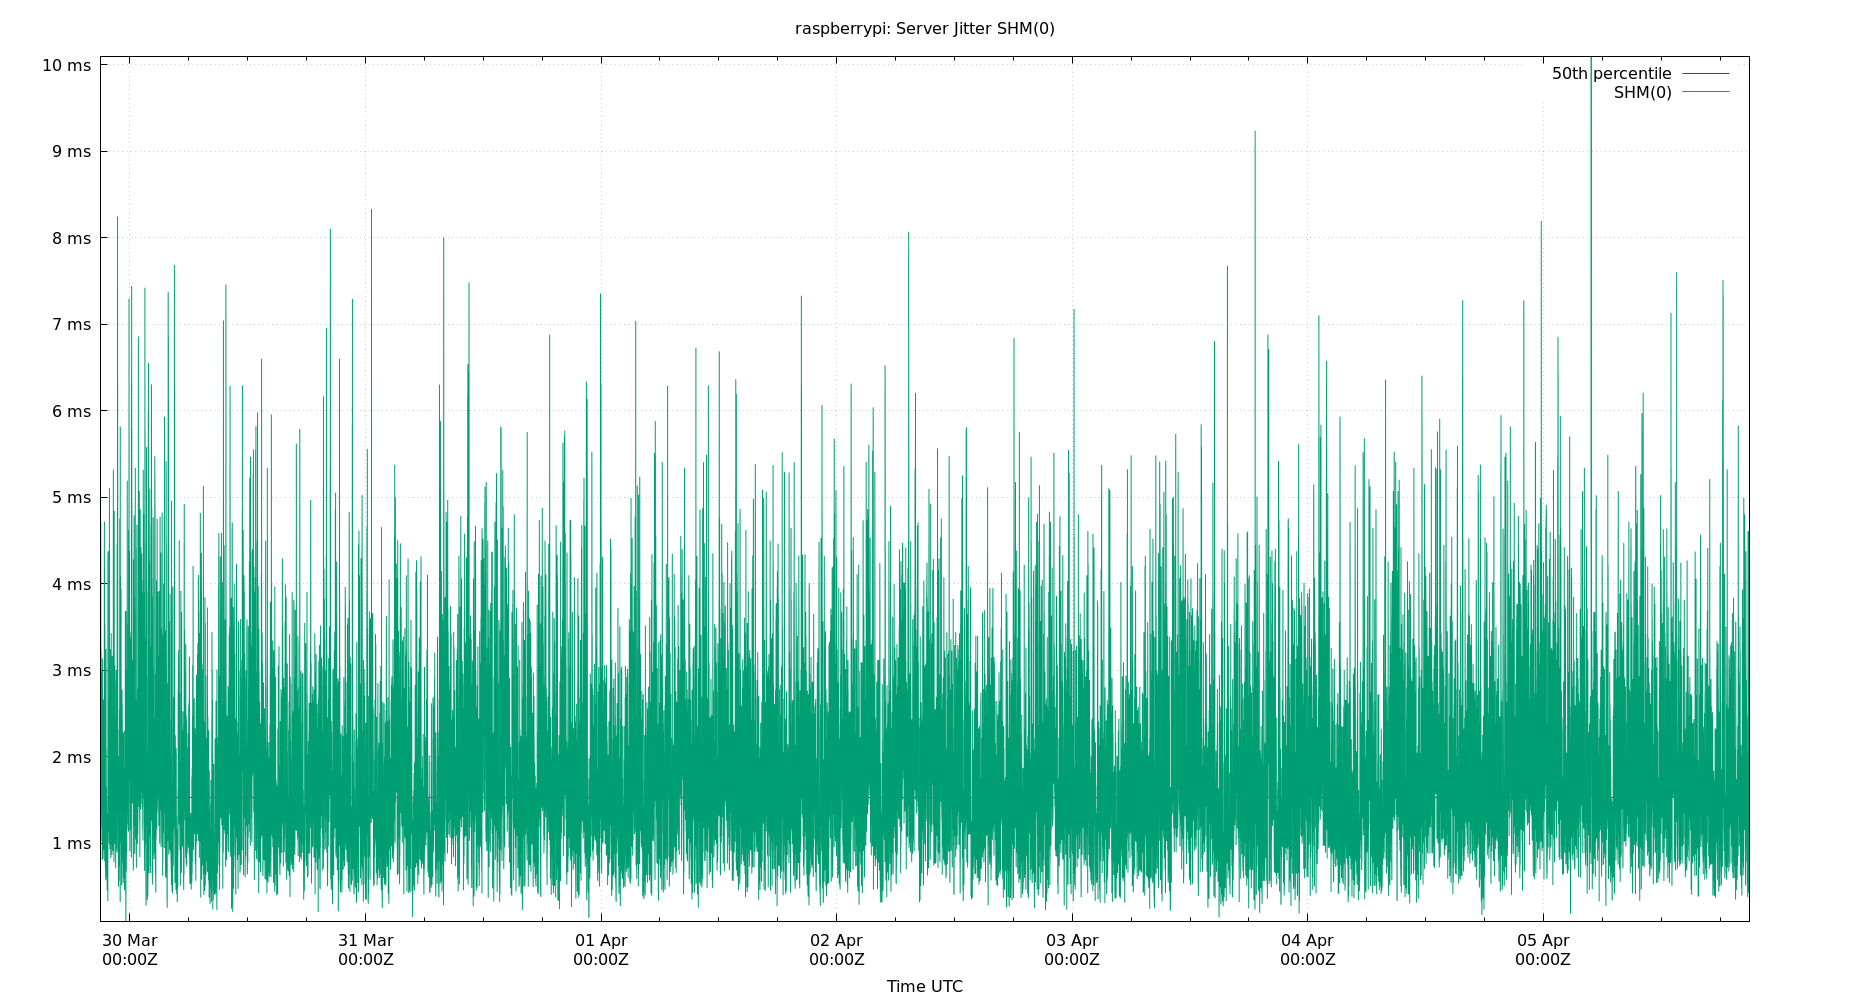 raspberrypi: Server Jitter SHM(0)
10 ms
50th percentile
SHM(0)
9 ms
8 ms
7 ms
6 ms
5 ms
4 ms
3 ms
2 ms
1 ms
30 Mar 31 Mar 01 Apr 02 Apr 03 Apr 04 Apr 05 Apr
00:00Z 00:00Z 00:00Z 00:00Z 00:00Z 00:00Z 00:00Z
Time UTC